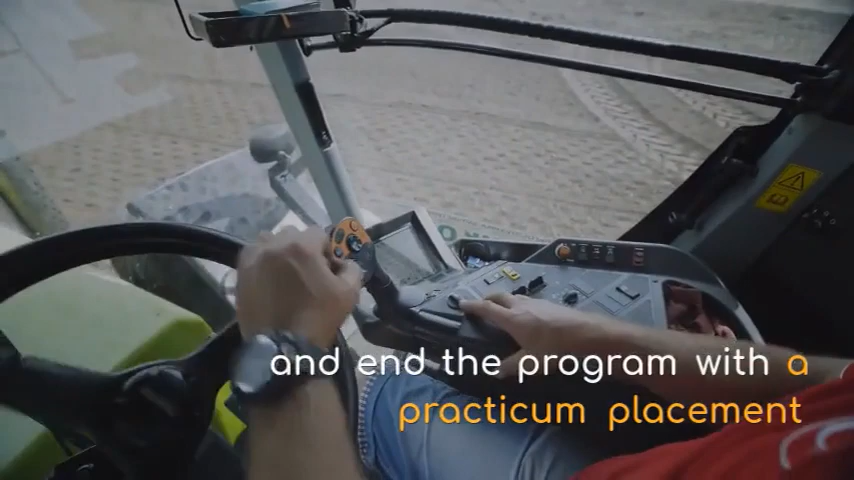 and end the program with a
practicum placement